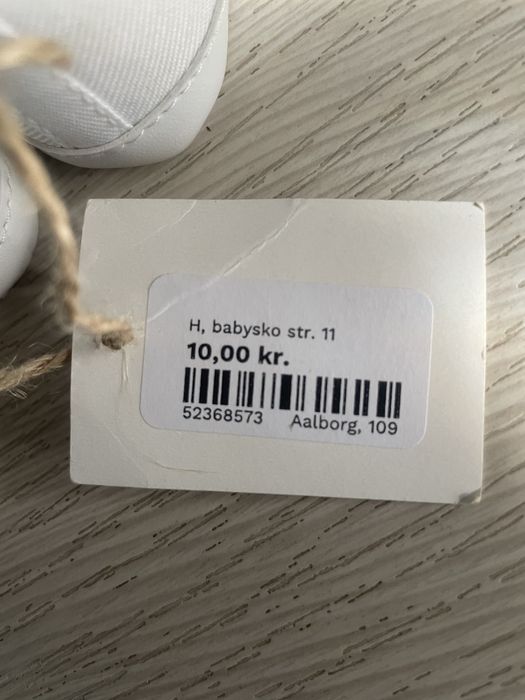 H, babysko str. 11
10,00 kr.
52368573 Aalborg, 109